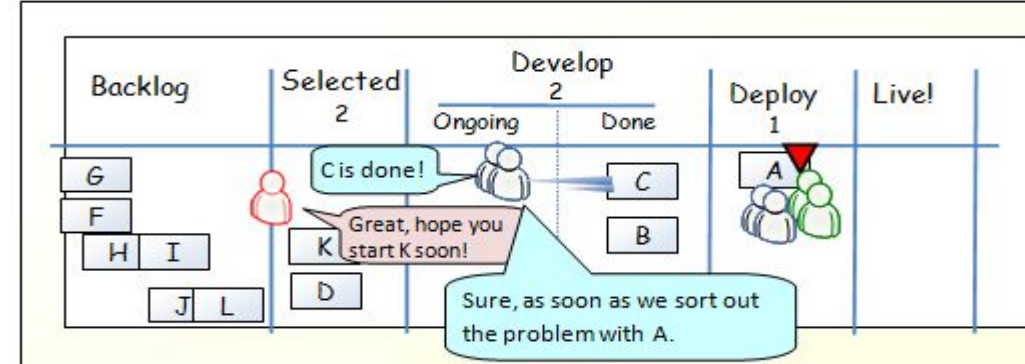 Backlog
Selected
2
Develop
2
Ongoing
Done
Deploy
1
Live!
G
F
H
I
J
L
K
D
C is done!
Great, hope you
start K soon!
Sure, as soon as we sort out
the problem with A.
C
B
A